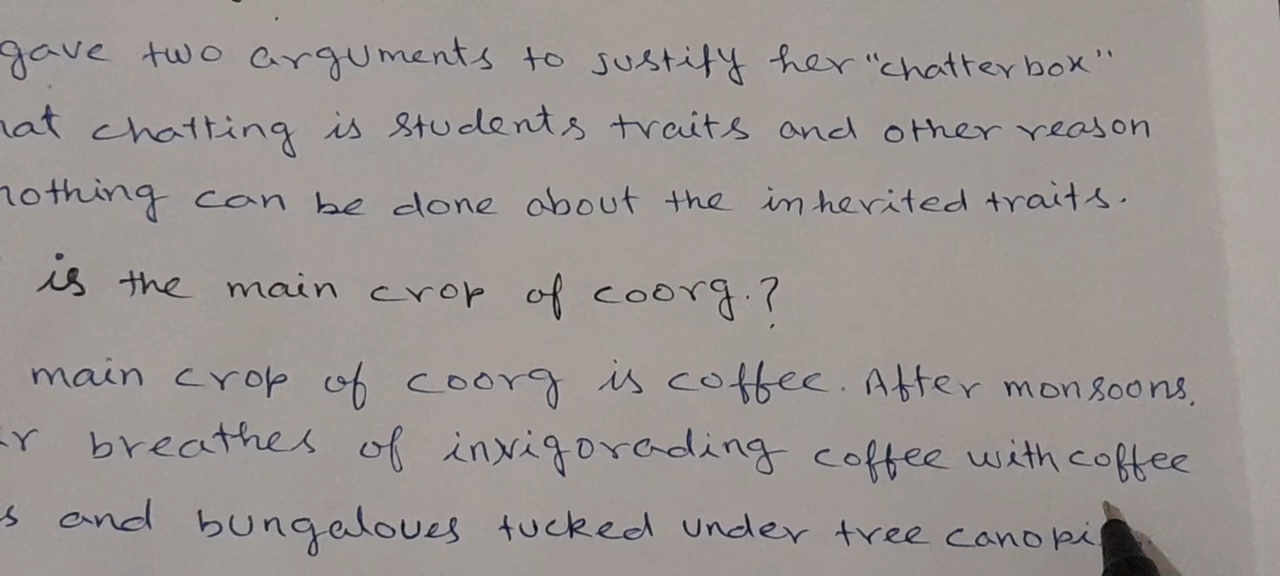 gave two arguments to justify her "chatterbox"
hat chatting is students traits and other reason
nothing can be done about the inherited traits.
is the main crop of coorg.?
main crop of coorg is coffee. After monsoons,
r breathes of invigorading coffee with coffee
s and bungaloves tucked under tree canopi